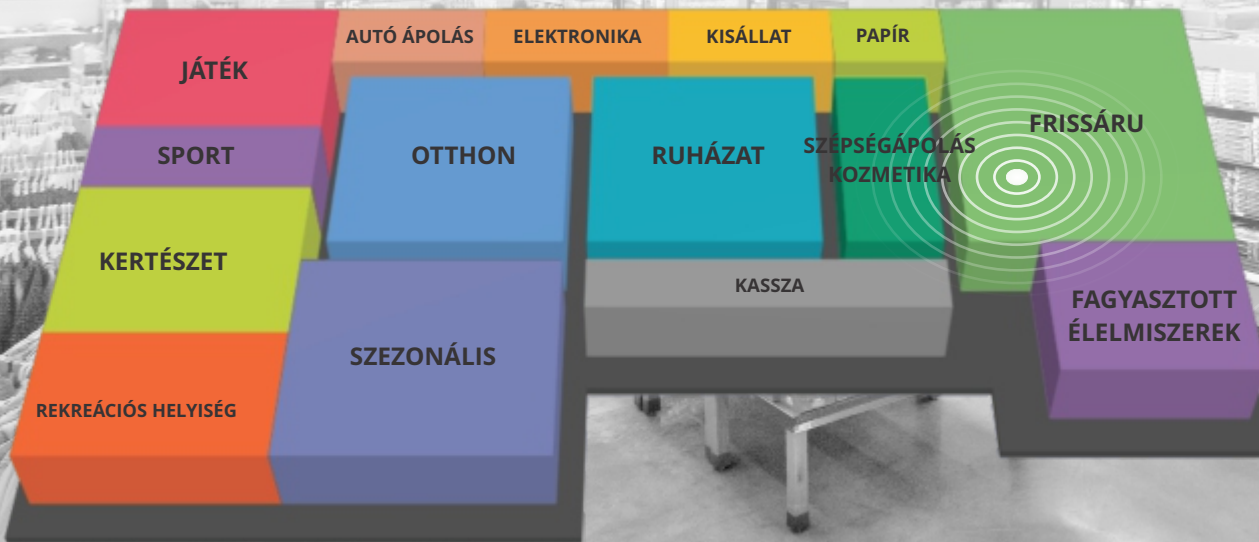 AUTÓ ÁPOLÁS
ELEKTRONIKA
KISÁLLAT
PAPÍR
JÁTÉK
FRISSÁRU
SPORT
OTTHON
RUHÁZAT
SZÉPSÉGÁPOLÁS
KOZMETIKA
KERTÉSZET
KASSZA
FAGYASZTOTT
ÉLELMISZEREK
SZEZONÁLIS
REKREÁCIÓS HELYISÉG